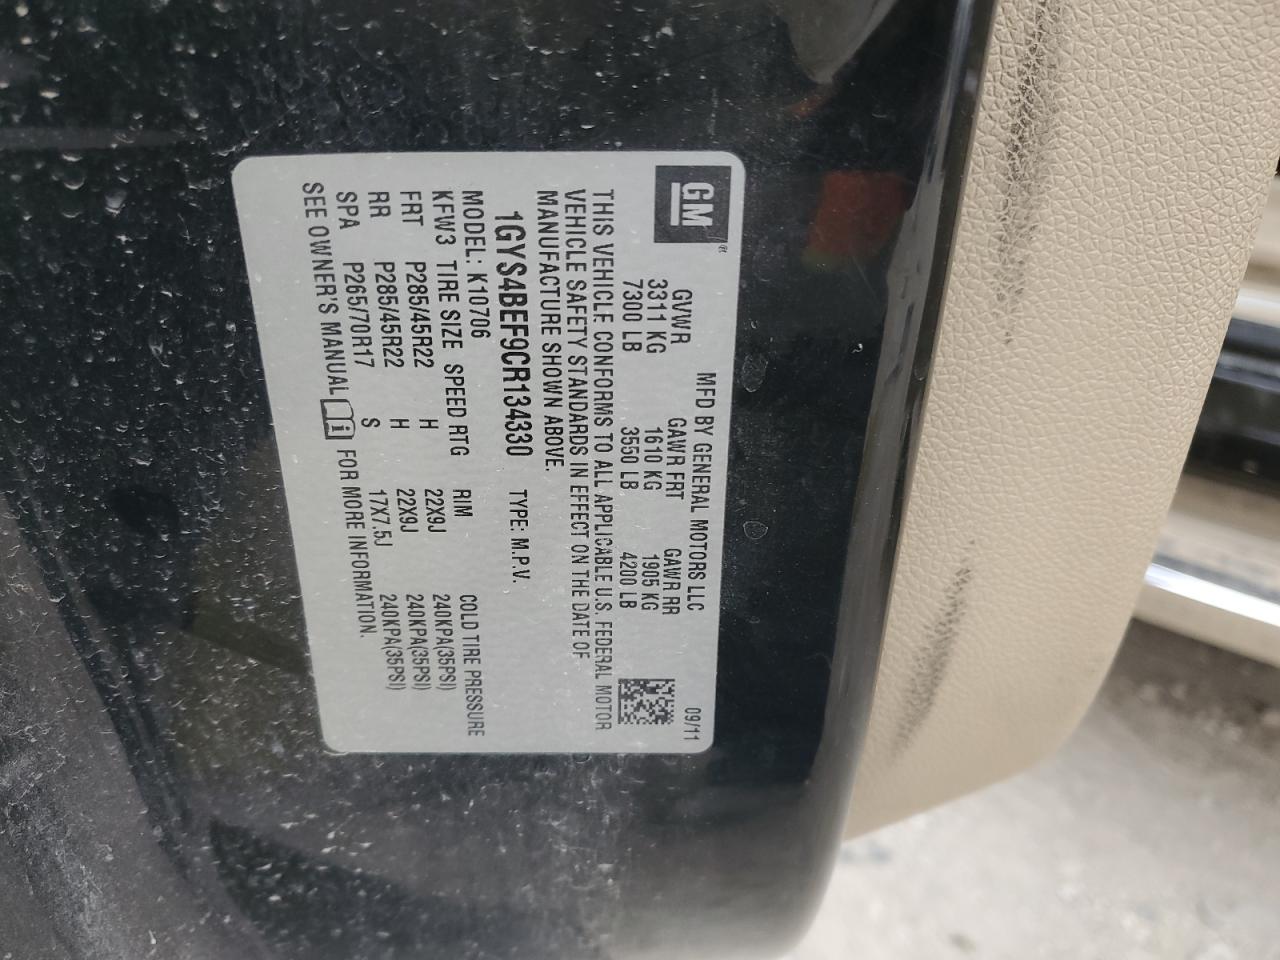 GM
MFD BY GENERAL MOTORS LLC 09/11
GVWR GAWR FRT GAWR RR
3311 KG 1610 KG 1905 KG
7300 LB 3550 LB 4200 LB
THIS VEHICLE CONFORMS TO ALL APPLICABLE U.S. FEDERAL MOTOR
VEHICLE SAFETY STANDARDS IN EFFECT ON THE DATE OF
MANUFACTURE SHOWN ABOVE.
1GYS4BEF9CR134330 TYPE: M.P.V.
MODEL: K10706
KFW3 TIRE SIZE SPEED RTG RIM COLD TIRE PRESSURE
FRT P285/45R22 H 22X9J 240KPA(35PSI)
RR P285/45R22 H 22X9J 240KPA(35PSI)
SPA P265/70R17 S 17X7.5J 240KPA(35PSI)
SEE OWNER'S MANUAL i FOR MORE INFORMATION.